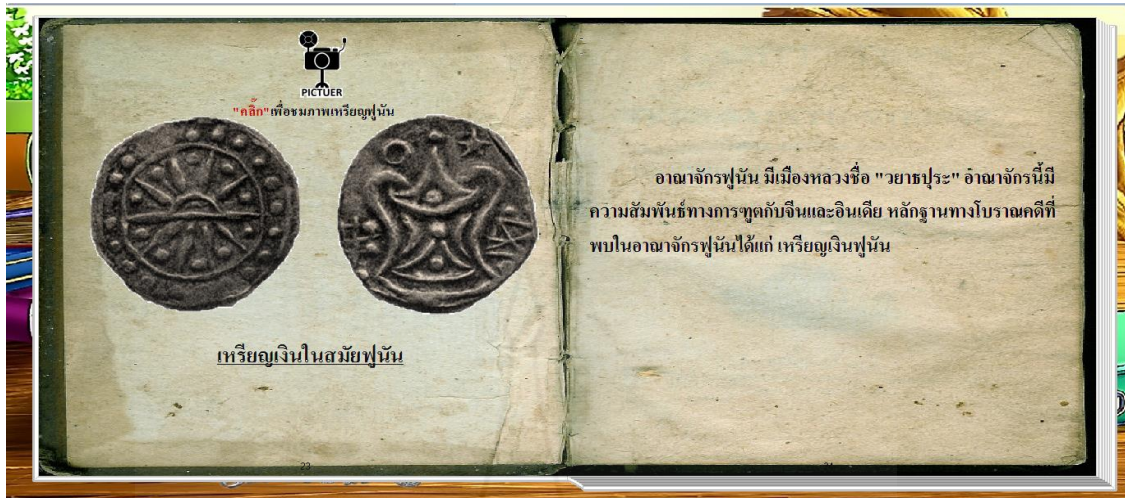 PICTUER
"คลิ๊ก"เพื่อชมภาพเหรียญฟูนัน
เหรียญเงินในสมัยฟูนัน
23
อาณาจักรฟูนัน มีเมืองหลวงชื่อ "วยาธปุระ" อาณาจักรนี้มี
ความสัมพันธ์ทางการฑูตกับจีนและอินเดีย หลักฐานทางโบราณคดีที่
พบในอาณาจักรฟูนันได้แก่ เหรียญเงินฟูนัน